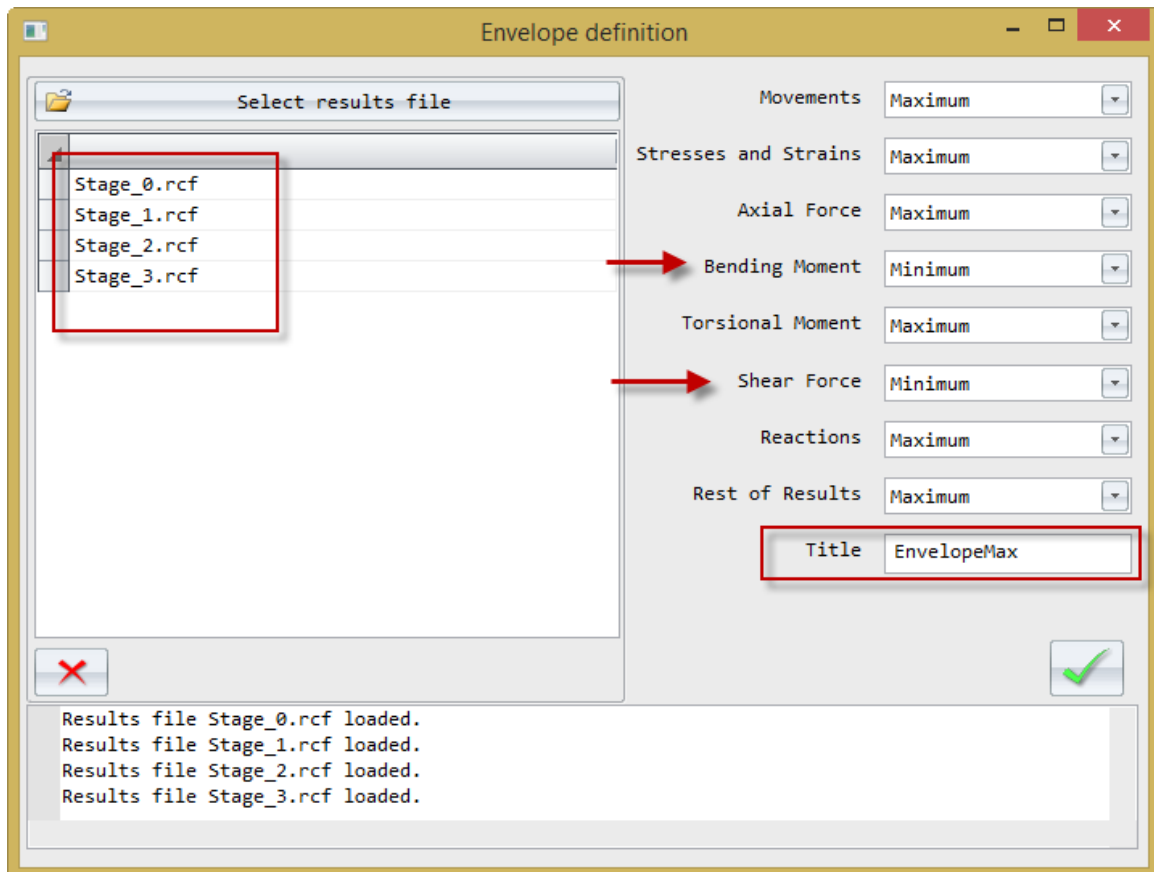 Envelope definition
Select results file
Stage_0.rcf
Stage_1.rcf
Stage_2.rcf
Stage_3.rcf
Movements Maximum
Stresses and Strains Maximum
Axial Force Maximum
Bending Moment Minimum
Torsional Moment Maximum
Shear Force Minimum
Reactions Maximum
Rest of Results Maximum
Title EnvelopeMax
Results file Stage_0.rcf loaded.
Results file Stage_1.rcf loaded.
Results file Stage_2.rcf loaded.
Results file Stage_3.rcf loaded.